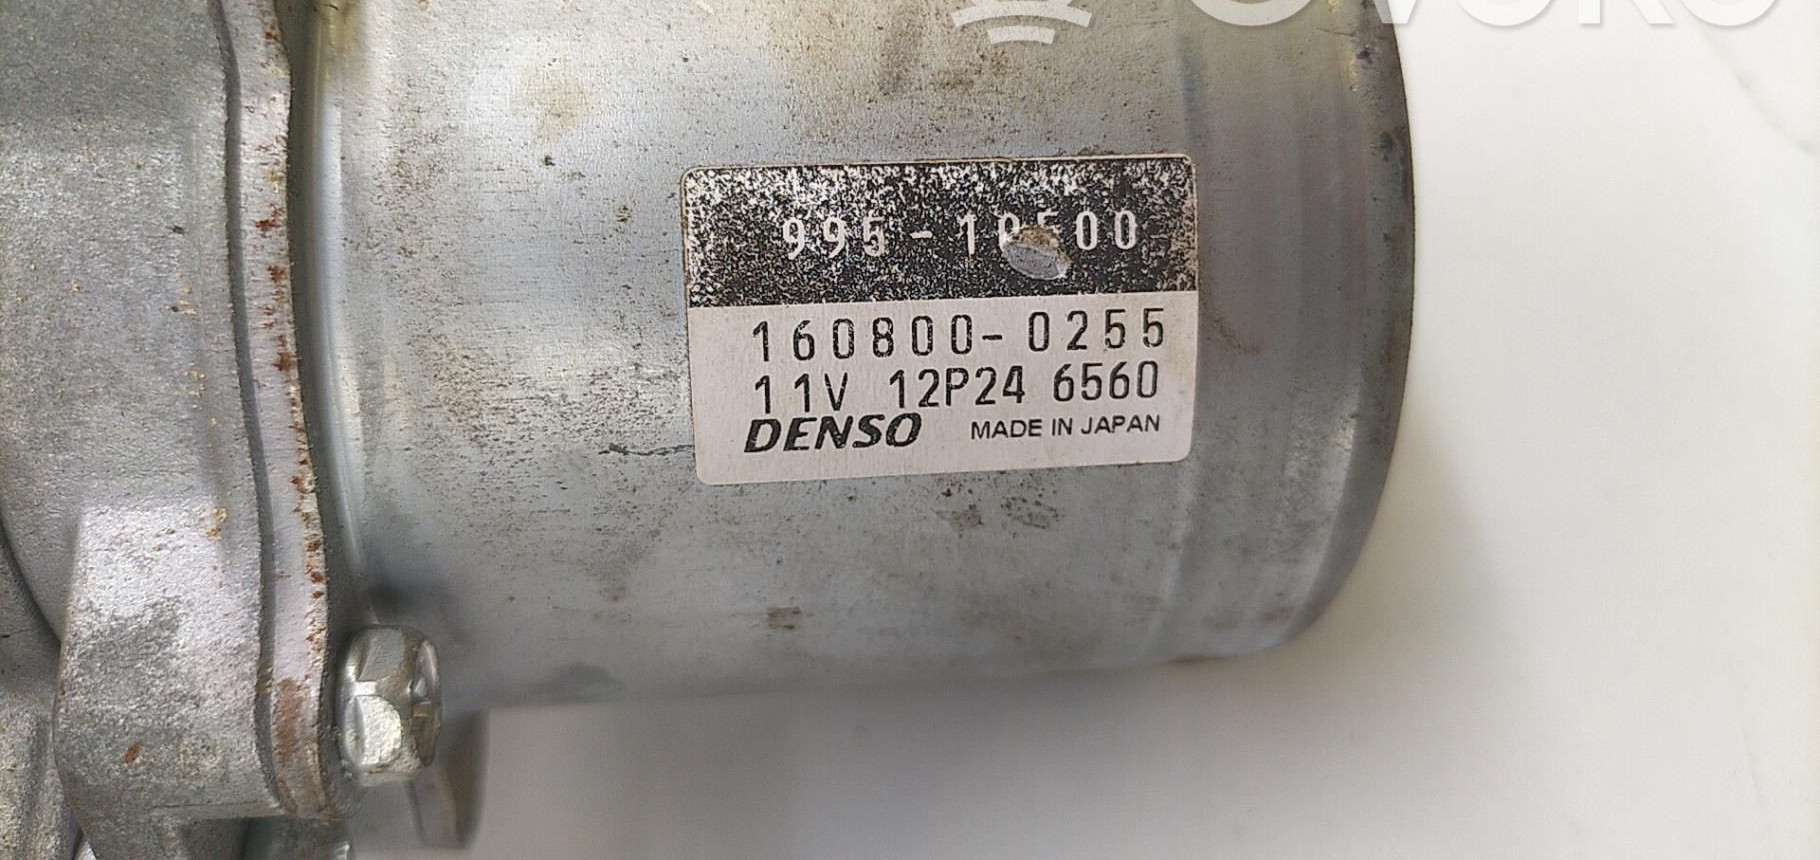 160800-0255
11V 12P24 6560
DENSO MADE IN JAPAN